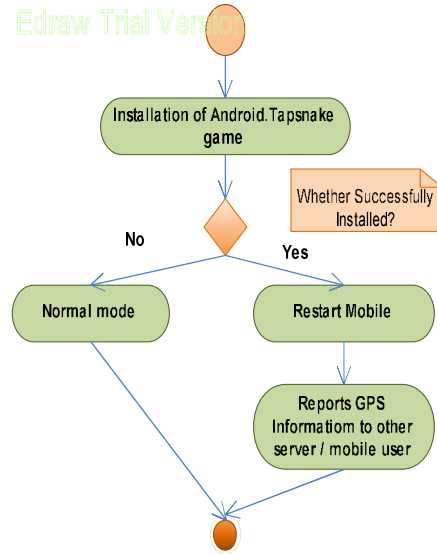 Edraw Trial Version
Installation of Android.Tapsnake
game
Whether Successfully
Installed?
No
Yes
Normal mode
Restart Mobile
Reports GPS
Informatiom to other
server / mobile user